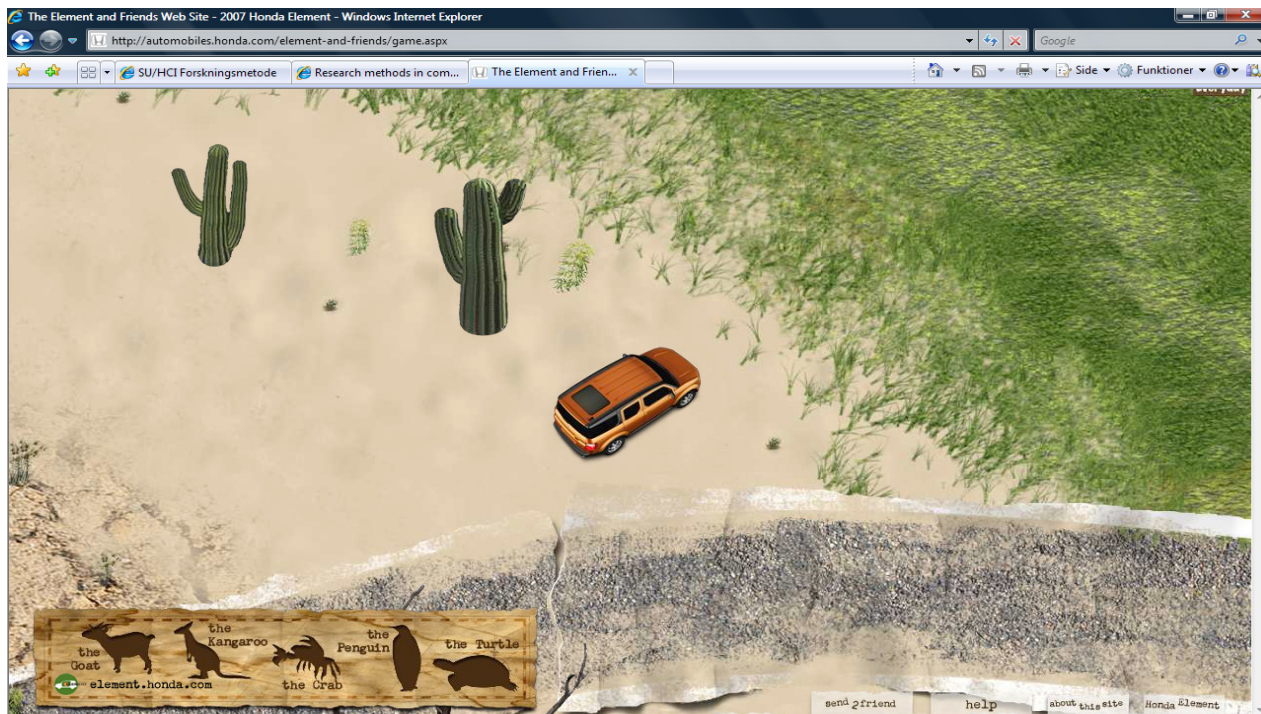 The Element and Friends Web Site - 2007 Honda Element - Windows Internet Explorer
http://automobiles.honda.com/element-and-friends/game.aspx
Google
SU/HCI Forskningsmetode
Research methods in com...
The Element and Frien...
Side
Funktioner
everyday
the Goat
the Kangaroo
the Crab
the Penguin
the Turtle
element.honda.com
send 2friend
help
about this site
Honda Element